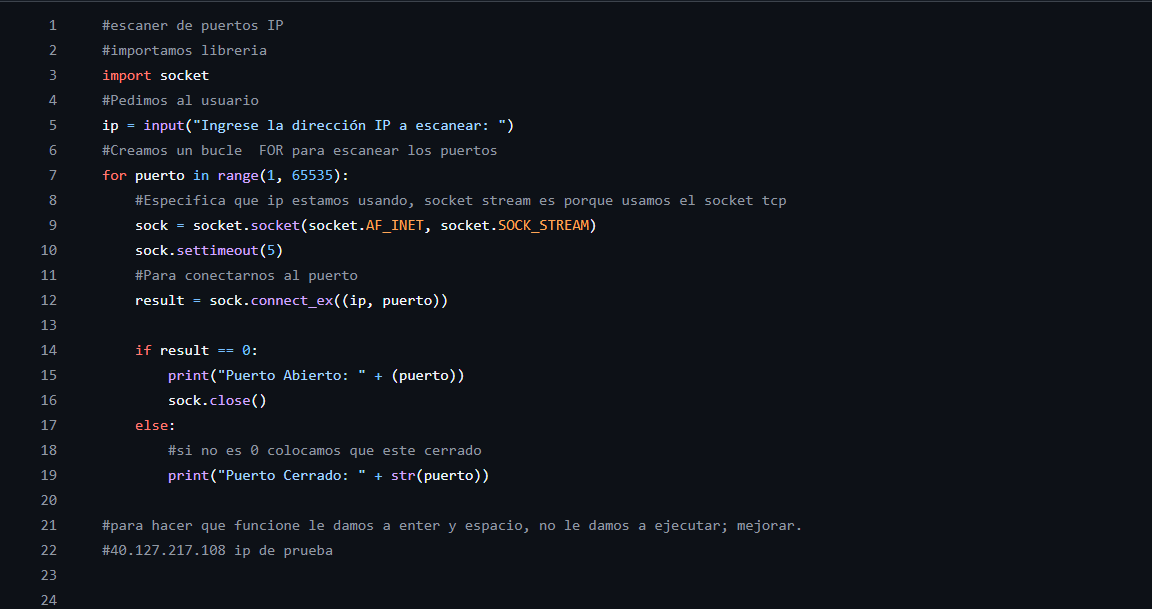 1 #escaner de puertos IP
2 #importamos libreria
3 import socket
4 #Pedimos al usuario
5 ip = input("Ingrese la dirección IP a escanear: ")
6 #Creamos un bucle  FOR para escanear los puertos
7 for puerto in range(1, 65535):
8     #Especifica que ip estamos usando, socket stream es porque usamos el socket tcp
9     sock = socket.socket(socket.AF_INET, socket.SOCK_STREAM)
10     sock.settimeout(5)
11     #Para conectarnos al puerto
12     result = sock.connect_ex((ip, puerto))
13
14     if result == 0:
15         print("Puerto Abierto: " + (puerto))
16         sock.close()
17     else:
18         #si no es 0 colocamos que este cerrado
19         print("Puerto Cerrado: " + str(puerto))
20
21 #para hacer que funcione le damos a enter y espacio, no le damos a ejecutar; mejorar.
22 #40.127.217.108 ip de prueba
23
24